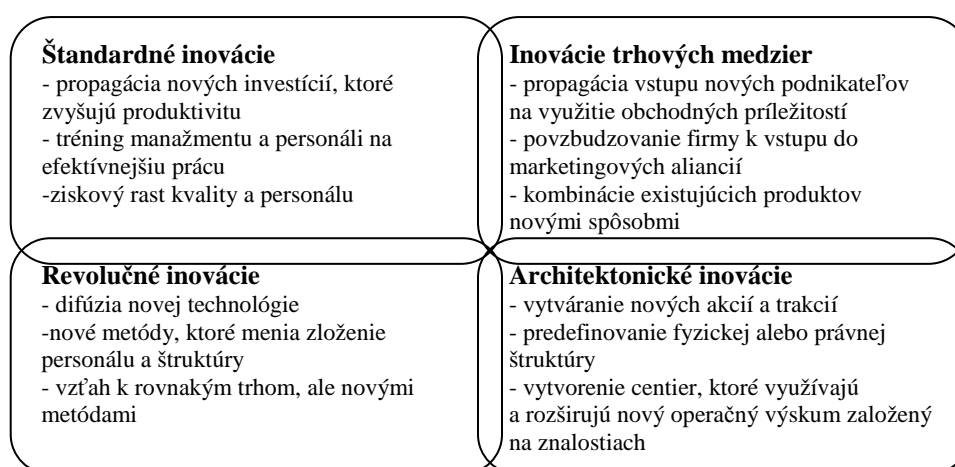 Štandardné inovácie
- propagácia nových investícií, ktoré
zvyšujú produktivitu
- tréning manažmentu a personáli na
efektívnejšiu prácu
-ziskový rast kvality a personálu
Inovácie trhových medzier
- propagácia vstupu nových podnikateľov
na využitie obchodných príležitostí
- povzbudzovanie firmy k vstupu do
marketingových aliancií
- kombinácie existujúcich produktov
novými spôsobmi
Revolučné inovácie
- difúzia novej technológie
-nové metódy, ktoré menia zloženie
personálu a štruktúry
- vzťah k rovnakým trhom, ale novými
metódami
Architektonické inovácie
- vytváranie nových akcií a trakcií
- predefinovanie fyzickej alebo právnej
štruktúry
- vytvorenie centier, ktoré využívajú
a rozširujú nový operačný výskum založený
na znalostiach